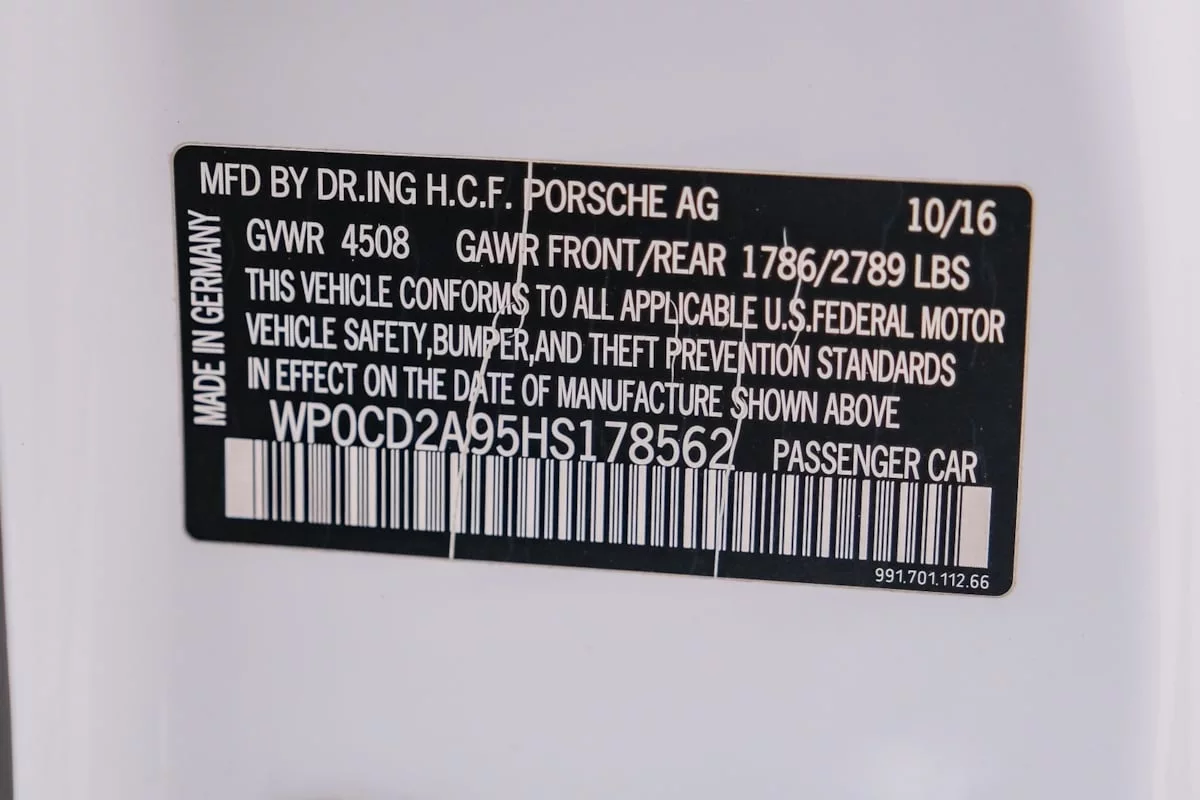 MFD BY DR.ING H.C.F. PORSCHE AG 10/16
GVWR 4508 GAWR FRONT/REAR 1786/2789 LBS
THIS VEHICLE CONFORMS TO ALL APPLICABLE U.S.FEDERAL MOTOR
VEHICLE SAFETY,BUMPER,AND THEFT PREVENTION STANDARDS
IN EFFECT ON THE DATE OF MANUFACTURE SHOWN ABOVE
WP0CD2A95HS178562 PASSENGER CAR
991.701.112.66
MADE IN GERMANY